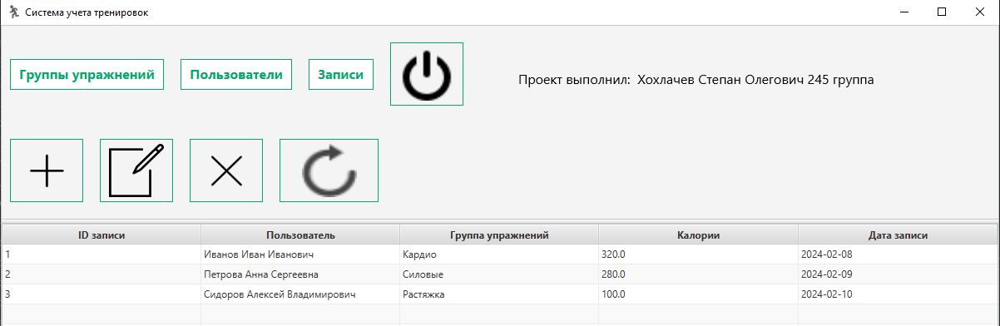 Система учета тренировок
Группы упражнений Пользователи Записи
Проект выполнил: Хохлачев Степан Олегович 245 группа
ID записи Пользователь Группа упражнений Калории Дата записи
1 Иванов Иван Иванович Кардио 320.0 2024-02-08
2 Петрова Анна Сергеевна Силовые 280.0 2024-02-09
3 Сидоров Алексей Владимирович Растяжка 100.0 2024-02-10